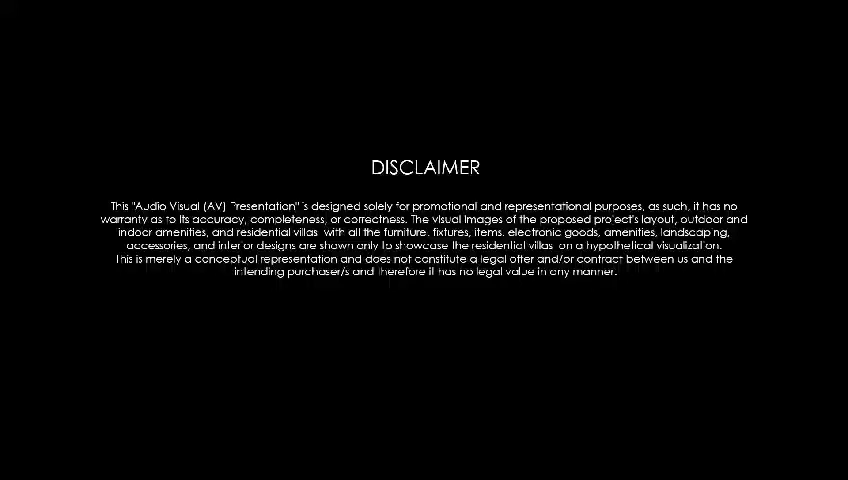 DISCLAIMER
This "Audio Visual (AV) Presentation" is designed solely for promotional and representational purposes, as such, it has no
warranty as to its accuracy, completeness, or correctness. The visual images of the proposed project's layout, outdoor and
indoor amenities, and residential villas with all the furniture, fixtures, items, electronic goods, amenities, landscaping,
accessories, and interior designs are shown only to showcase the residential villas on a hypothetical visualization.
This is merely a conceptual representation and does not constitute a legal offer and/or contract between us and the
intending purchaser/s and therefore it has no legal value in any manner.